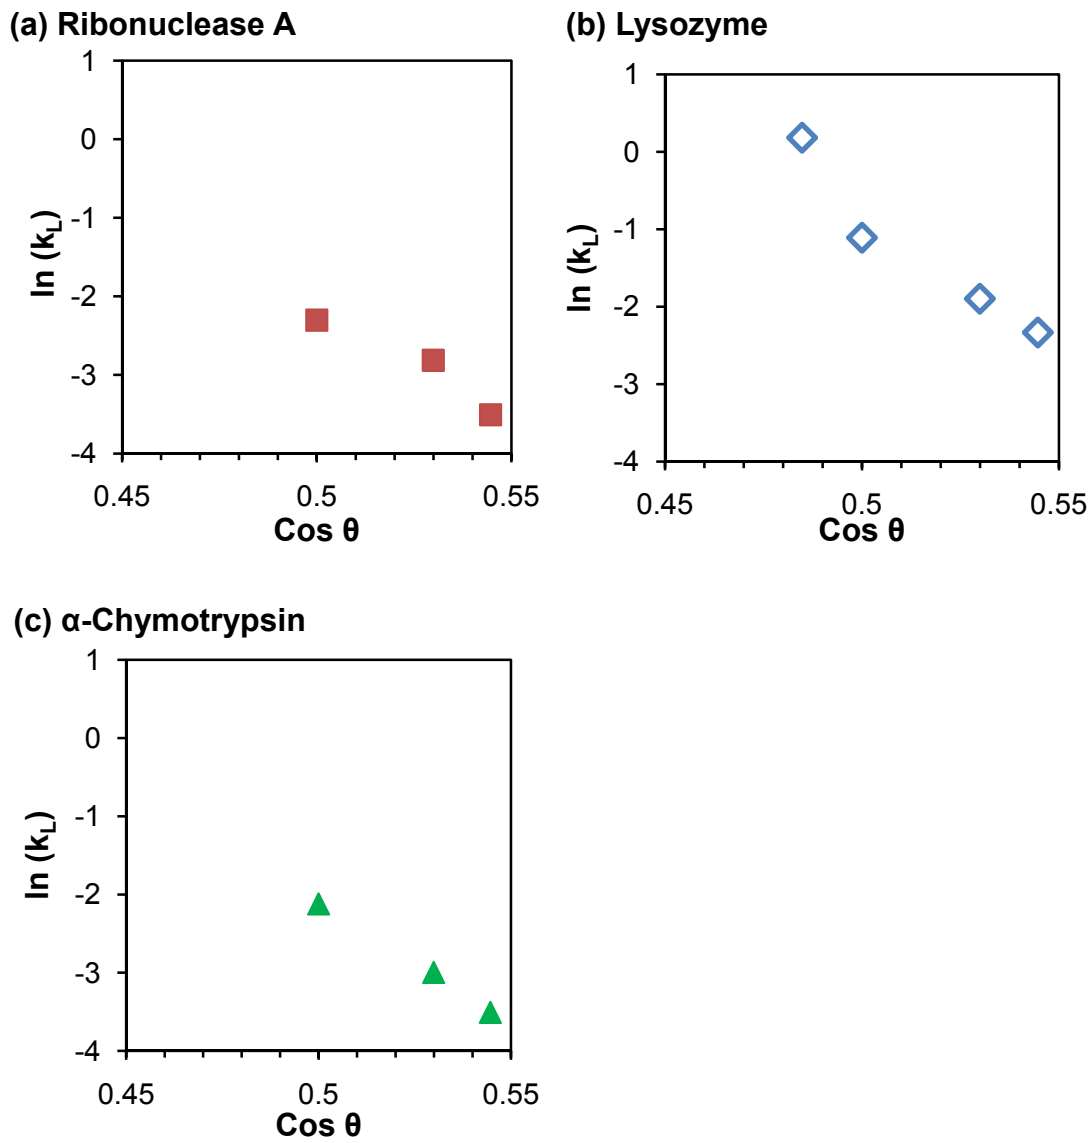 (a) Ribonuclease A
1
0
-1
-2
-3
-4
ln (kL)
0.45 0.5 0.55
Cos θ
(b) Lysozyme
1
0
-1
-2
-3
-4
ln (kL)
0.45 0.5 0.55
Cos θ
(c) α-Chymotrypsin
1
0
-1
-2
-3
-4
ln (kL)
0.45 0.5 0.55
Cos θ